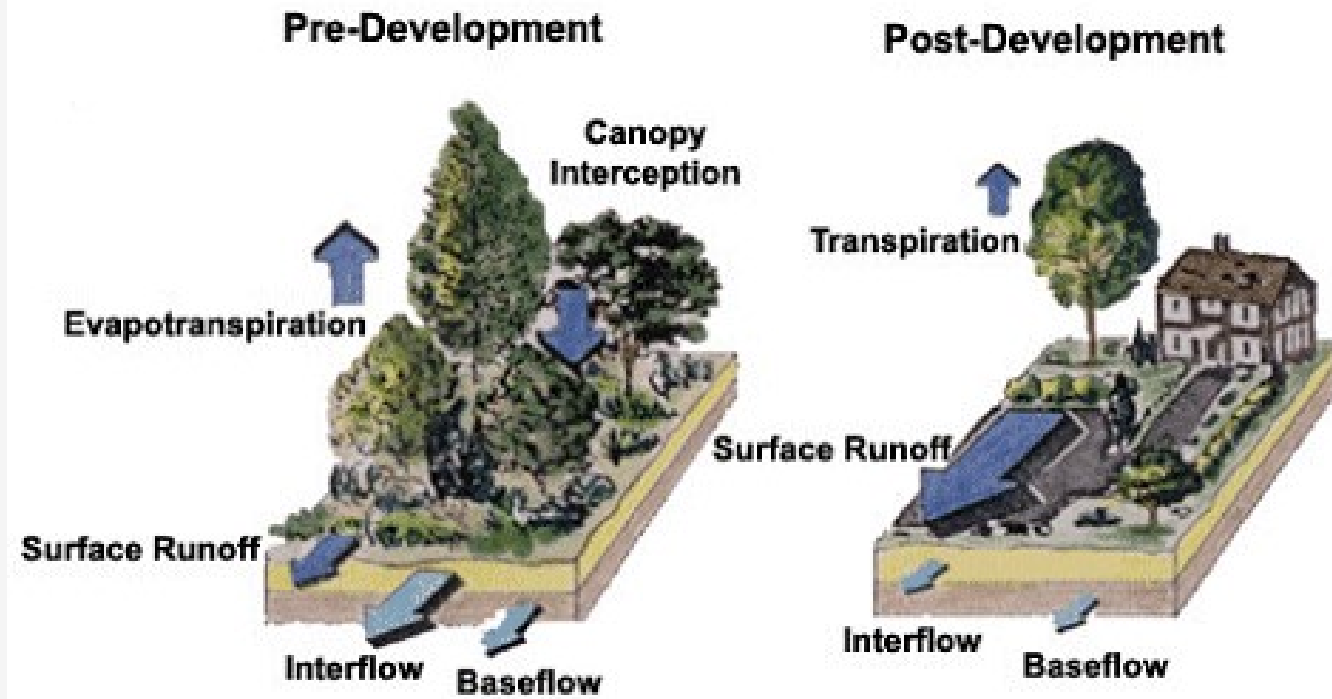 Pre-Development
Canopy
Interception
Evapotranspiration
Surface Runoff
Interflow
Baseflow
Post-Development
Transpiration
Surface Runoff
Interflow
Baseflow